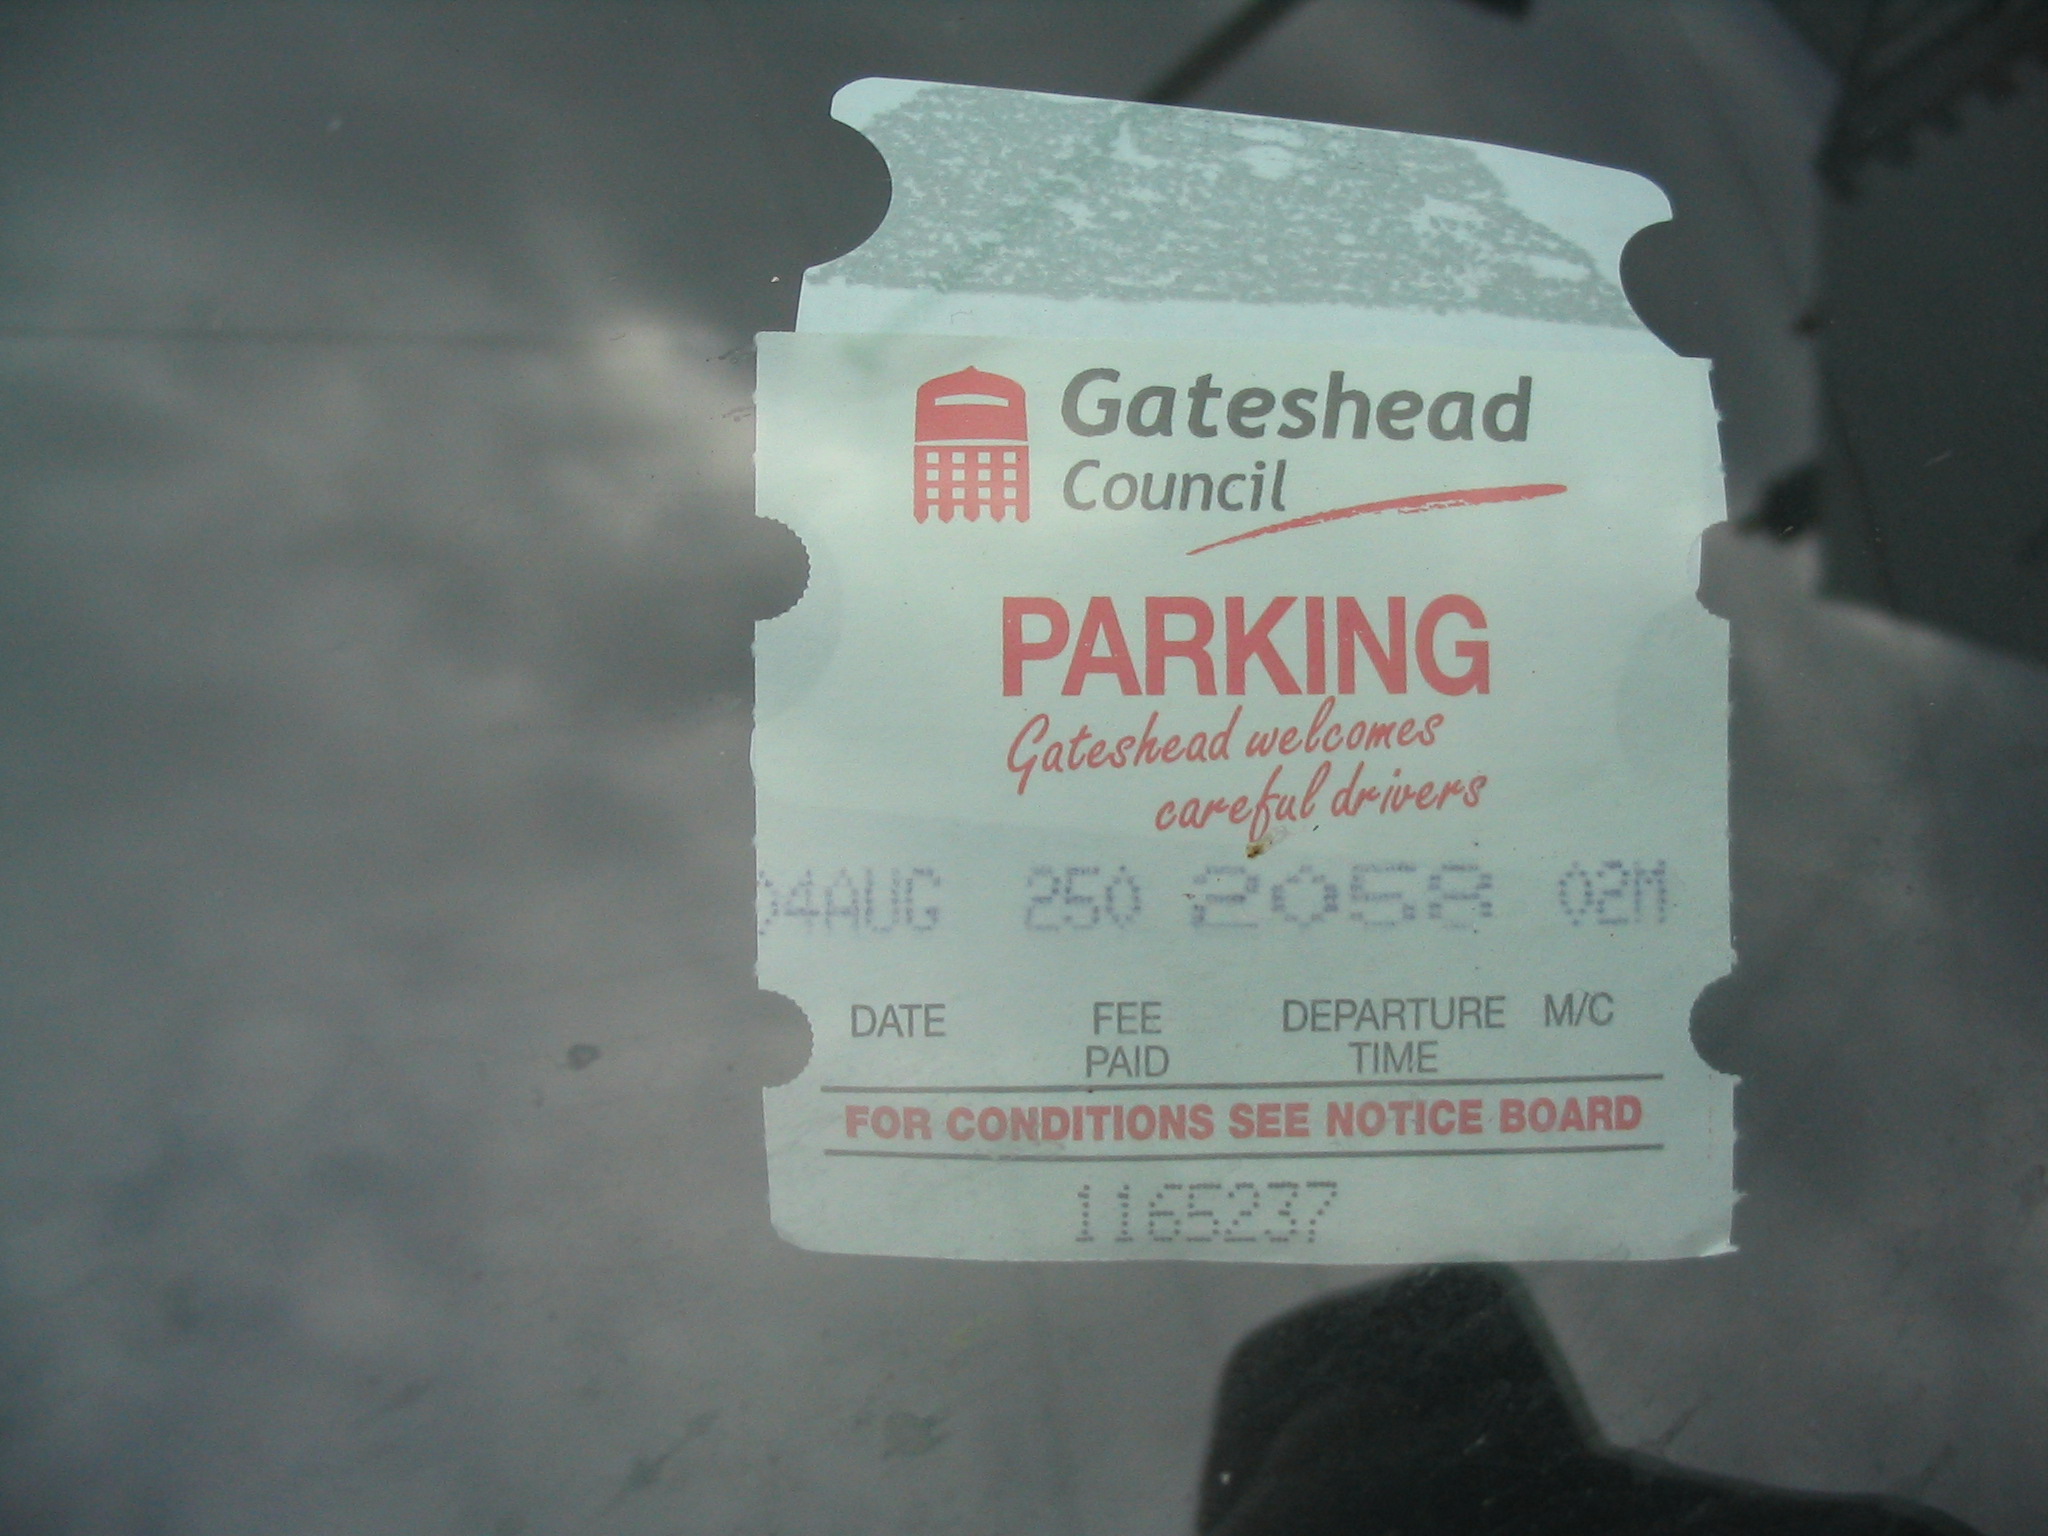 Gateshead
Council
PARKING
Gateshead welcomes
careful drivers
04AUG 250 2058 02M
DATE FEE PAID DEPARTURE TIME M/C
FOR CONDITIONS SEE NOTICE BOARD
1165237